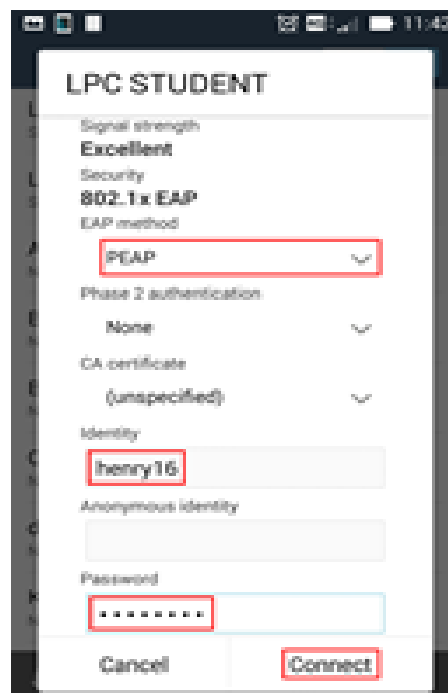 11:42
LPC STUDENT
Signal strength
Excellent
Security
802.1x EAP
EAP method
PEAP
Phase 2 authentication
None
CA certificate
(unspecified)
Identity
henry16
Anonymous identity
Password
••••••••
Cancel Connect